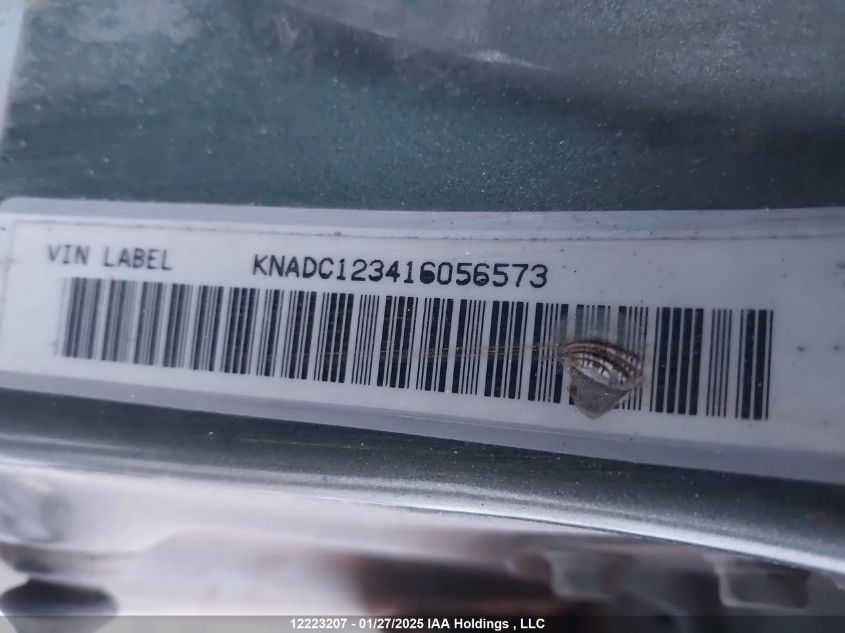 VIN LABEL KNADC123416056573
12223207 - 01/27/2025 IAA Holdings , LLC